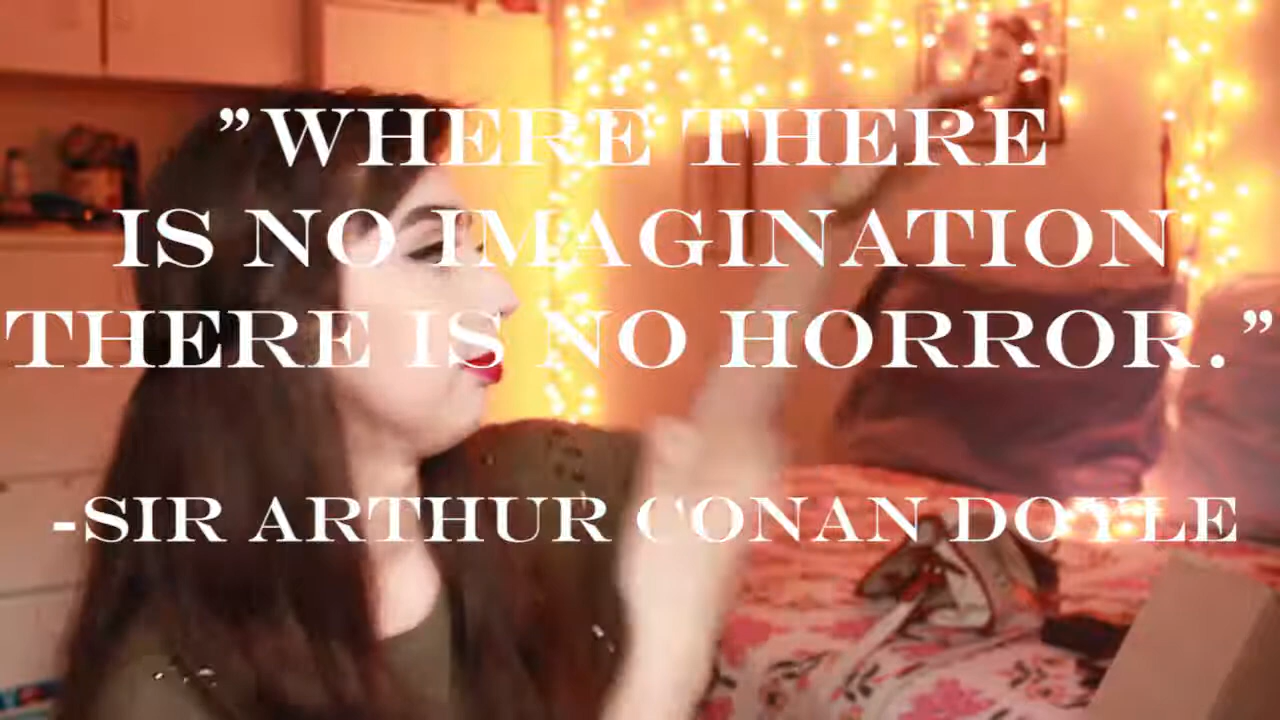 ”WHERE THERE
IS NO IMAGINATION
THERE IS NO HORROR.”
-SIR ARTHUR CONAN DOYLE